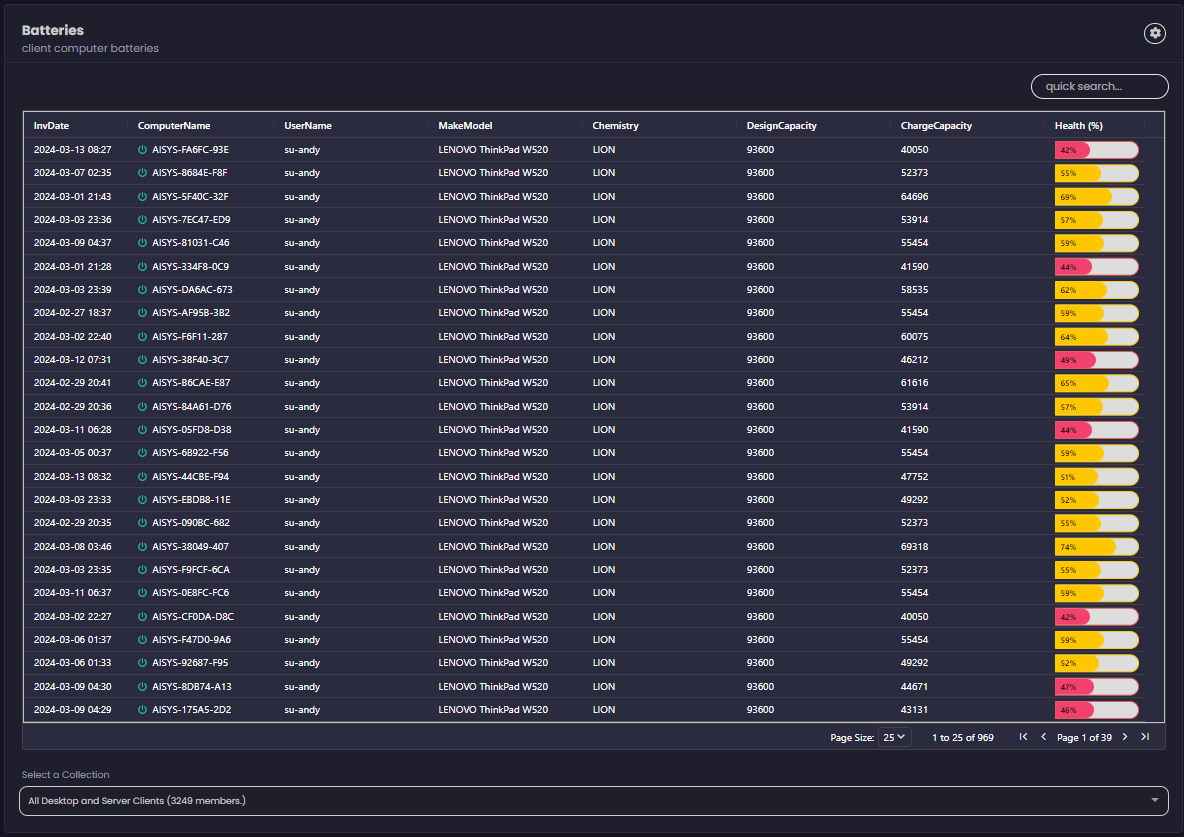 Batteries
client computer batteries
quick search...
InvDate ComputerName UserName MakeModel Chemistry DesignCapacity ChargeCapacity Health (%)
2024-03-13 08:27 AISYS-FA6FC-93E su-andy LENOVO ThinkPad W520 LION 93600 40050 42%
2024-03-07 02:35 AISYS-8684E-F8F su-andy LENOVO ThinkPad W520 LION 93600 52373 55%
2024-03-01 21:43 AISYS-5F40C-32F su-andy LENOVO ThinkPad W520 LION 93600 64696 69%
2024-03-03 23:36 AISYS-7EC47-ED9 su-andy LENOVO ThinkPad W520 LION 93600 53914 57%
2024-03-09 04:37 AISYS-81031-C46 su-andy LENOVO ThinkPad W520 LION 93600 55454 59%
2024-03-01 21:28 AISYS-334F8-0C9 su-andy LENOVO ThinkPad W520 LION 93600 41590 44%
2024-03-03 23:39 AISYS-DA6AC-673 su-andy LENOVO ThinkPad W520 LION 93600 58535 62%
2024-02-27 18:37 AISYS-AF95B-3B2 su-andy LENOVO ThinkPad W520 LION 93600 55454 59%
2024-03-02 22:40 AISYS-F6F11-287 su-andy LENOVO ThinkPad W520 LION 93600 60075 64%
2024-03-12 07:31 AISYS-38F40-3C7 su-andy LENOVO ThinkPad W520 LION 93600 46212 49%
2024-02-29 20:41 AISYS-B6CAE-E87 su-andy LENOVO ThinkPad W520 LION 93600 61616 65%
2024-02-29 20:36 AISYS-84A61-D76 su-andy LENOVO ThinkPad W520 LION 93600 53914 57%
2024-03-11 06:28 AISYS-05FD8-D38 su-andy LENOVO ThinkPad W520 LION 93600 41590 44%
2024-03-05 00:37 AISYS-6B922-F56 su-andy LENOVO ThinkPad W520 LION 93600 55454 59%
2024-03-13 08:32 AISYS-44CBE-F94 su-andy LENOVO ThinkPad W520 LION 93600 47752 51%
2024-03-03 23:33 AISYS-EBDB8-11E su-andy LENOVO ThinkPad W520 LION 93600 49292 52%
2024-02-29 20:35 AISYS-090BC-682 su-andy LENOVO ThinkPad W520 LION 93600 52373 55%
2024-03-08 03:46 AISYS-38049-407 su-andy LENOVO ThinkPad W520 LION 93600 69318 74%
2024-03-03 23:35 AISYS-F9FCF-6CA su-andy LENOVO ThinkPad W520 LION 93600 52373 55%
2024-03-11 06:37 AISYS-0E8FC-FC6 su-andy LENOVO ThinkPad W520 LION 93600 55454 59%
2024-03-02 22:27 AISYS-CF0DA-D8C su-andy LENOVO ThinkPad W520 LION 93600 40050 42%
2024-03-06 01:37 AISYS-F47D0-9A6 su-andy LENOVO ThinkPad W520 LION 93600 55454 59%
2024-03-06 01:33 AISYS-92687-F95 su-andy LENOVO ThinkPad W520 LION 93600 49292 52%
2024-03-09 04:30 AISYS-8DB74-A13 su-andy LENOVO ThinkPad W520 LION 93600 44671 47%
2024-03-09 04:29 AISYS-175A5-2D2 su-andy LENOVO ThinkPad W520 LION 93600 43131 46%
Page Size: 25 1 to 25 of 969 Page 1 of 39
Select a Collection
All Desktop and Server Clients (3249 members.)